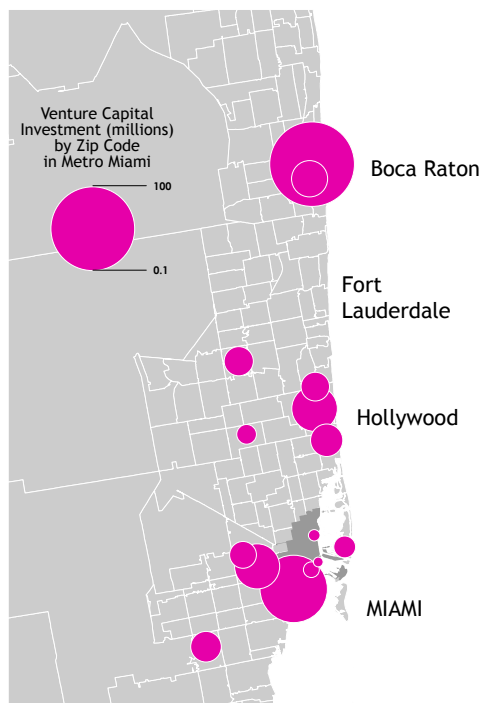 Venture Capital
Investment (millions)
by Zip Code
in Metro Miami
100
0.1
Boca Raton
Fort
Lauderdale
Hollywood
MIAMI